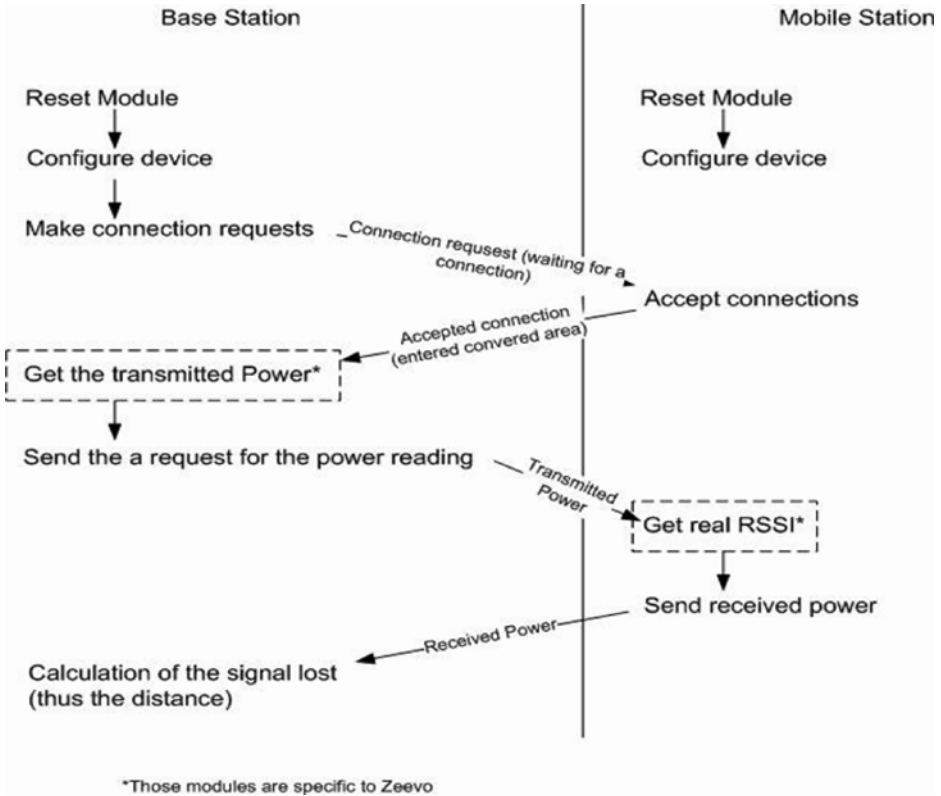 Base Station
Mobile Station
Reset Module
Reset Module
Configure device
Configure device
Make connection requests
Connection requsest (waiting for a
connection)
Accept connections
Accepted connection
(entered convered area)
Get the transmitted Power*
Send the a request for the power reading
Transmitted
Power
Get real RSSI*
Send received power
Received Power
Calculation of the signal lost
(thus the distance)
*Those modules are specific to Zeevo